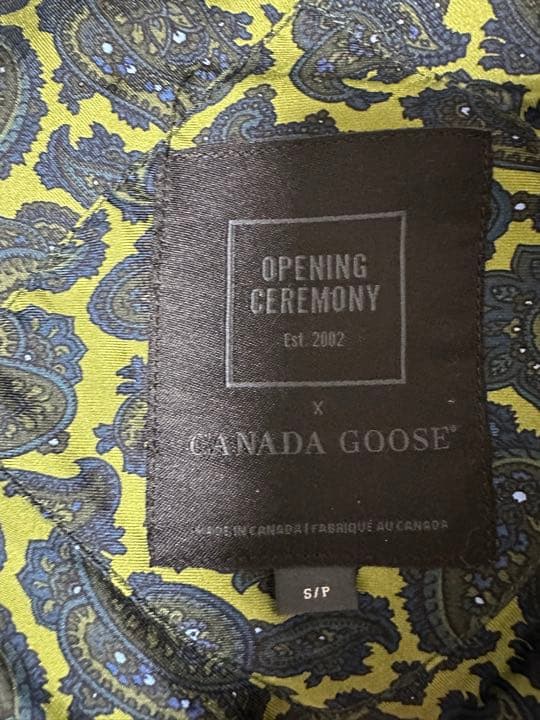 OPENING
CEREMONY
Est. 2002
X
CANADA GOOSE®
MADE IN CANADA | FABRIQUÉ AU CANADA
S/P